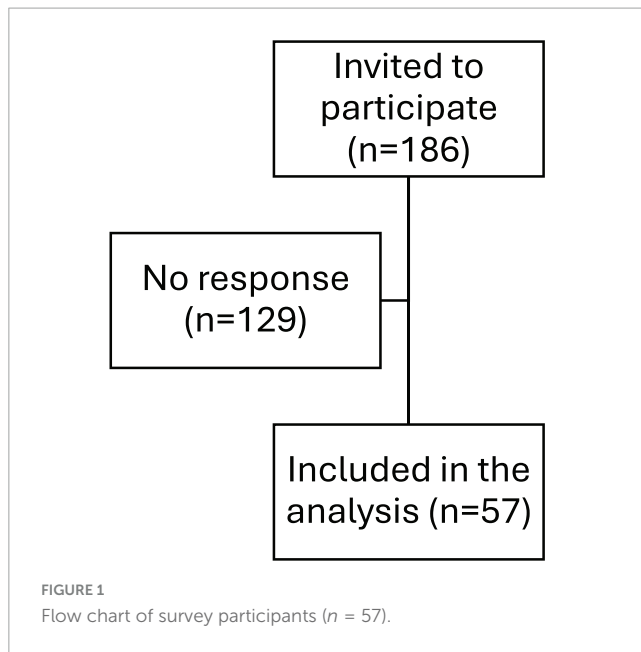 Invited to
participate
(n=186)
No response
(n=129)
Included in the
analysis (n=57)
FIGURE 1
Flow chart of survey participants (n = 57).